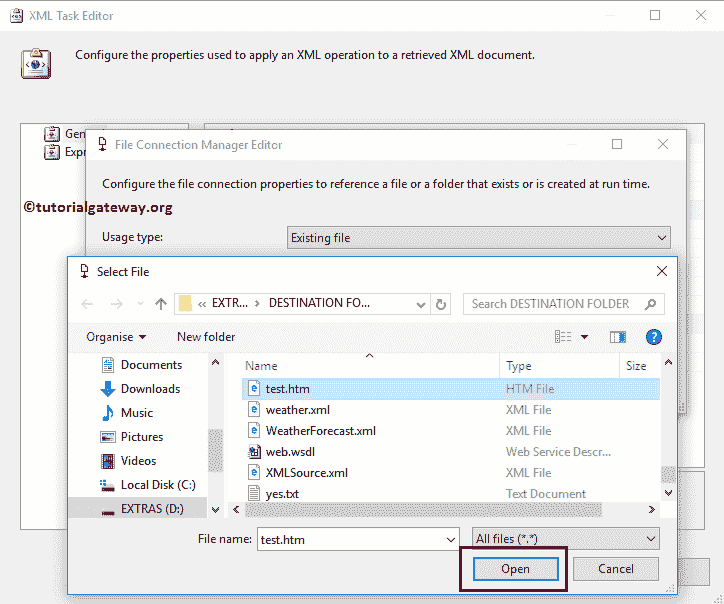 XML Task Editor
Configure the properties used to apply an XML operation to a retrieved XML document.
Gen
Expr
File Connection Manager Editor
Configure the file connection properties to reference a file or a folder that exists or is created at run time.
©tutorialgateway.org
Usage type: Existing file
Select File
« EXTR... › DESTINATION FO... Search DESTINATION FOLDER
Organise New folder
Name Type Size
Documents test.htm HTM File
Downloads weather.xml XML File
Music WeatherForecast.xml XML File
Pictures web.wsdl Web Service Descr...
Videos XMLSource.xml XML File
Local Disk (C:) yes.txt Text Document
EXTRAS (D:)
File name: test.htm All files (*.*)
Open Cancel